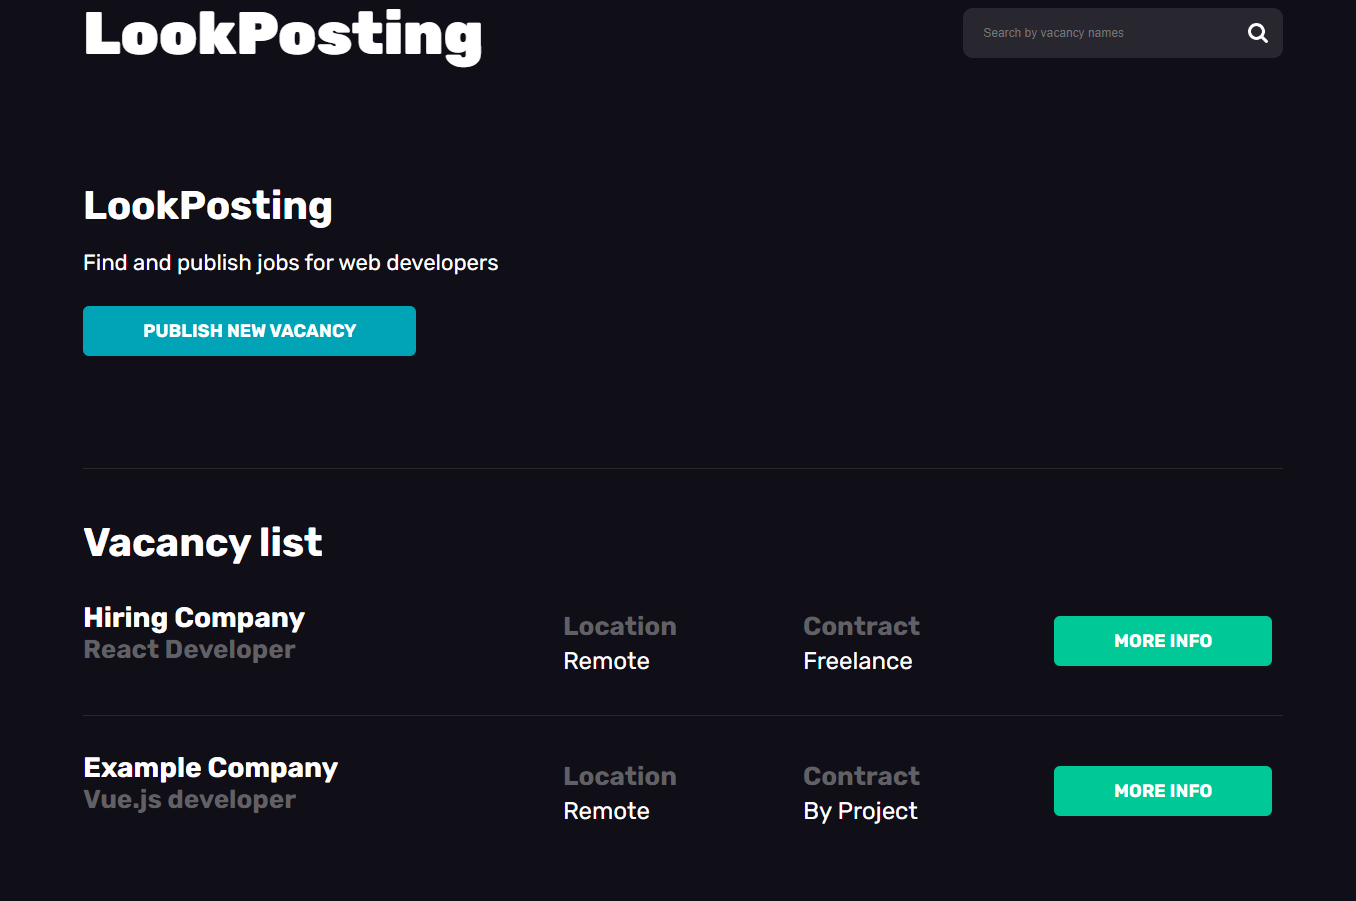 LookPosting
Search by vacancy names
LookPosting
Find and publish jobs for web developers
PUBLISH NEW VACANCY
Vacancy list
Hiring Company
React Developer
Location
Remote
Contract
Freelance
MORE INFO
Example Company
Vue.js developer
Location
Remote
Contract
By Project
MORE INFO